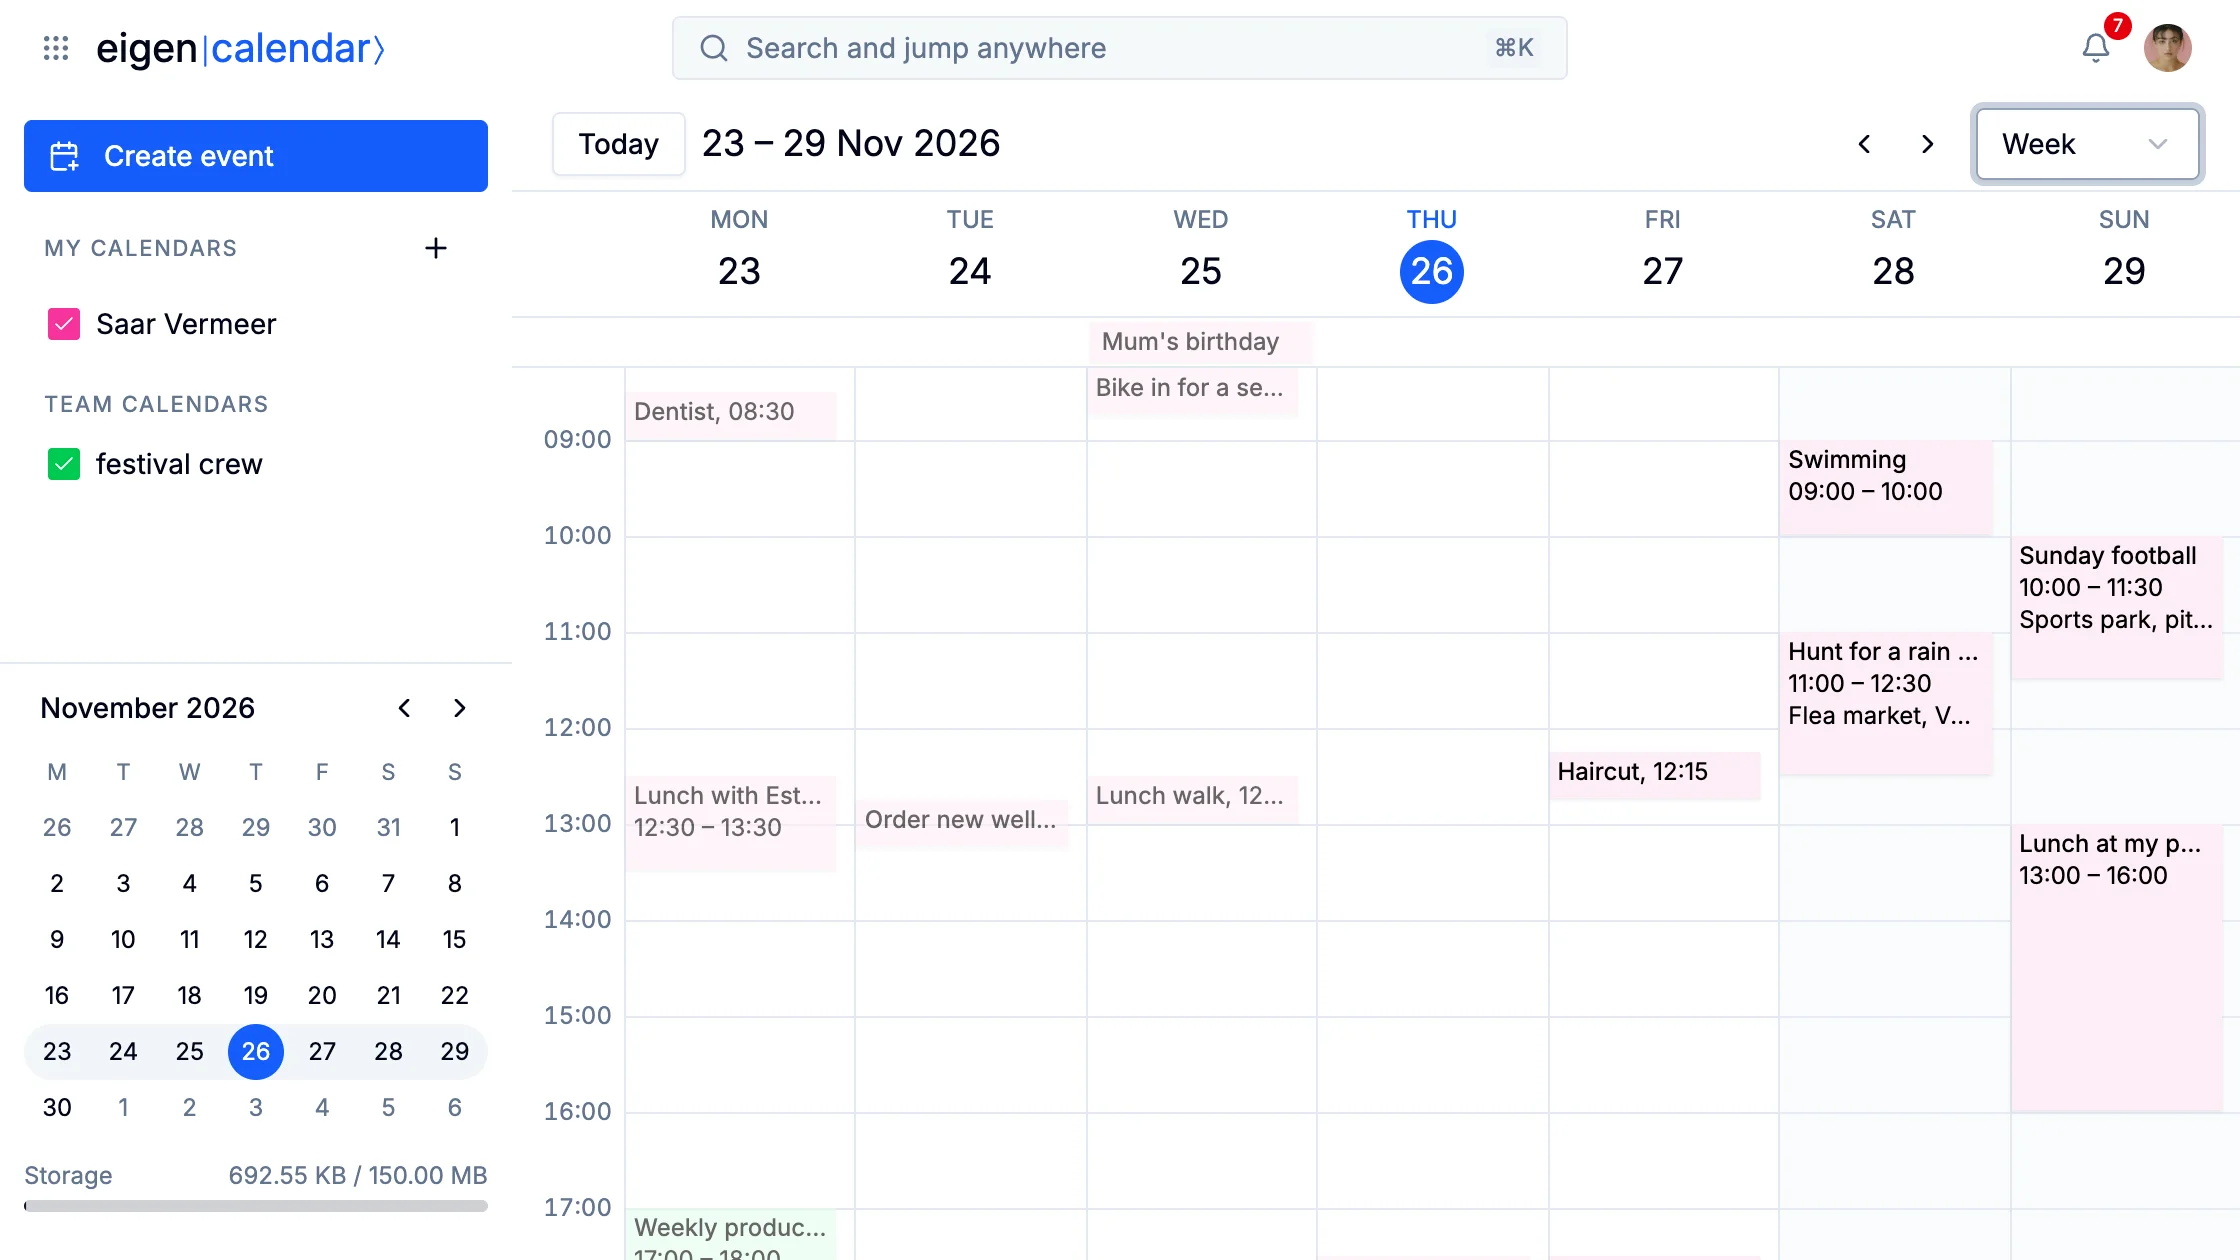 eigen|calendar〉
Search and jump anywhere
⌘K
7
Create event
MY CALENDARS
Saar Vermeer
TEAM CALENDARS
festival crew
November 2026
M T W T F S S
26 27 28 29 30 31 1
2 3 4 5 6 7 8
9 10 11 12 13 14 15
16 17 18 19 20 21 22
23 24 25 26 27 28 29
30 1 2 3 4 5 6
Storage 692.55 KB / 150.00 MB
Today
23 – 29 Nov 2026
Week
MON TUE WED THU FRI SAT SUN
23 24 25 26 27 28 29
Mum's birthday
09:00
10:00
11:00
12:00
13:00
14:00
15:00
16:00
17:00
Dentist, 08:30
Lunch with Est...
12:30 – 13:30
Weekly produc...
17:00 – 18:00
Order new well...
Bike in for a se...
Lunch walk, 12...
Haircut, 12:15
Swimming
09:00 – 10:00
Hunt for a rain ...
11:00 – 12:30
Flea market, V...
Sunday football
10:00 – 11:30
Sports park, pit...
Lunch at my p...
13:00 – 16:00